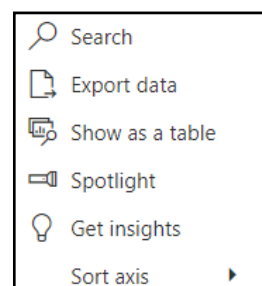 Search
Export data
Show as a table
Spotlight
Get insights
Sort axis